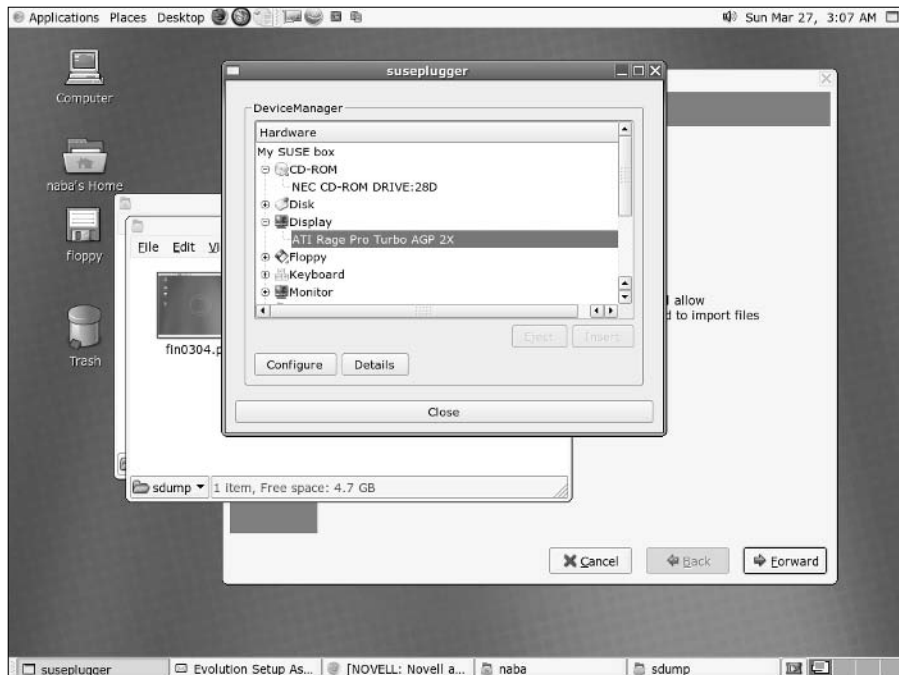 Applications Places Desktop
Sun Mar 27, 3:07 AM
Computer
naba's Home
floppy
Trash
suseplugger
DeviceManager
Hardware
My SUSE box
CD-ROM
NEC CD-ROM DRIVE:28D
Disk
Display
ATI Rage Pro Turbo AGP 2X
Floppy
Keyboard
Monitor
Eject Insert
Configure Details
Close
File Edit Vi
fin0304.p
sdump 1 item, Free space: 4.7 GB
allow
d to import files
Cancel Back Forward
suseplugger Evolution Setup As... [NOVELL: Novell a... naba sdump